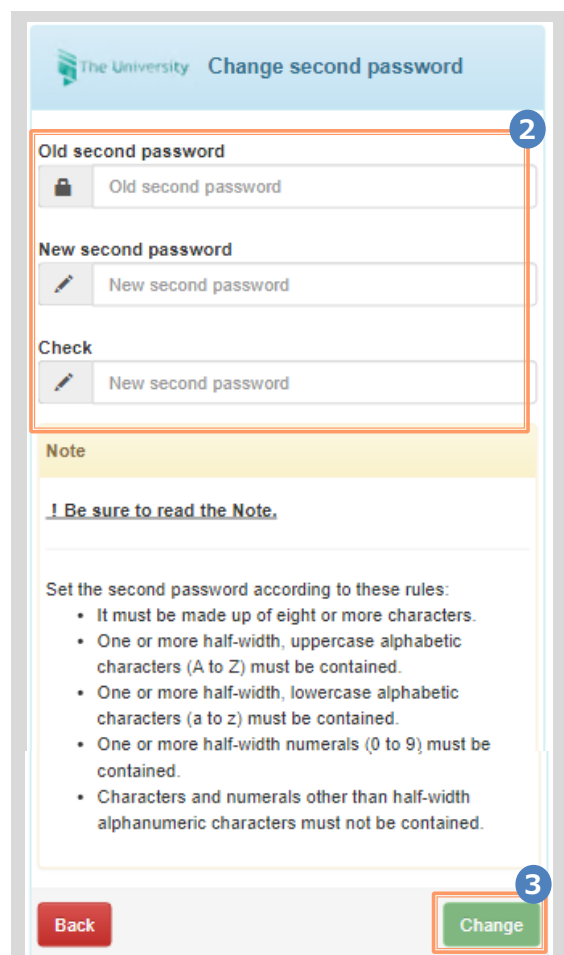 The University Change second password
2
Old second password
Old second password
New second password
New second password
Check
New second password
Note
! Be sure to read the Note.
Set the second password according to these rules:
• It must be made up of eight or more characters.
• One or more half-width, uppercase alphabetic
characters (A to Z) must be contained.
• One or more half-width, lowercase alphabetic
characters (a to z) must be contained.
• One or more half-width numerals (0 to 9) must be
contained.
• Characters and numerals other than half-width
alphanumeric characters must not be contained.
3
Back Change